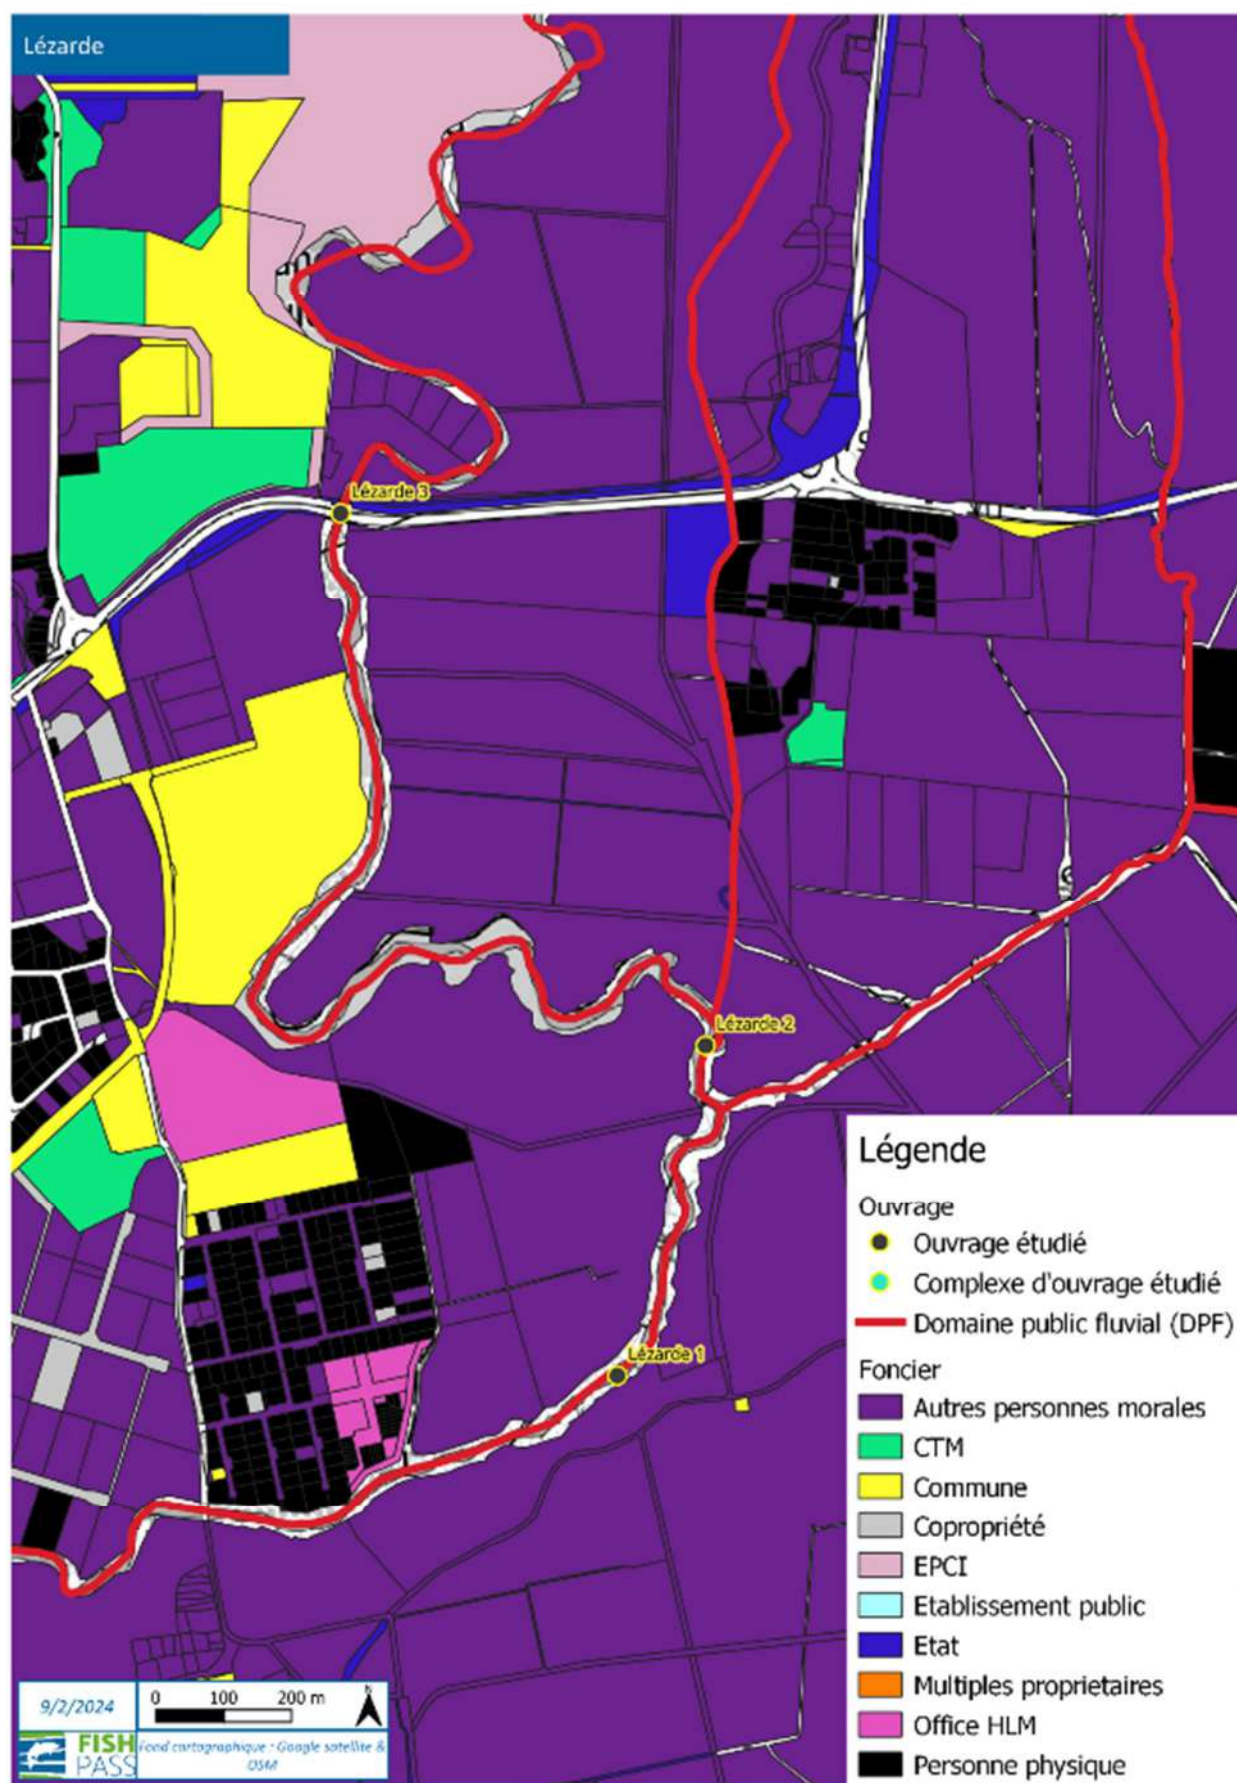 Lézarde
Lézarde 3
Lézarde 2
Lézarde 1
Légende
Ouvrage
Ouvrage étudié
Complexe d'ouvrage étudié
Domaine public fluvial (DPF)
Foncier
Autres personnes morales
CTM
Commune
Copropriété
EPCI
Etablissement public
Etat
Multiples proprietaires
Office HLM
Personne physique
9/2/2024
0 100 200 m
N
FISH
PASS
Fond cartographique : Google satellite &
OSM